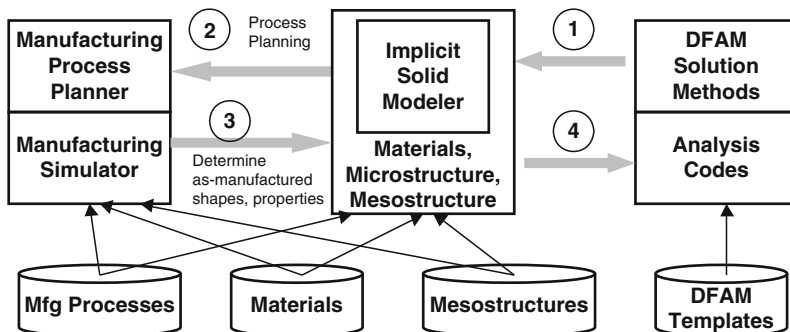 Manufacturing
Process
Planner
Manufacturing
Simulator
2
Process
Planning
3
Determine
as-manufactured
shapes, properties
Implicit
Solid
Modeler
Materials,
Microstructure,
Mesostructure
1
4
DFAM
Solution
Methods
Analysis
Codes
Mfg Processes
Materials
Mesostructures
DFAM
Templates